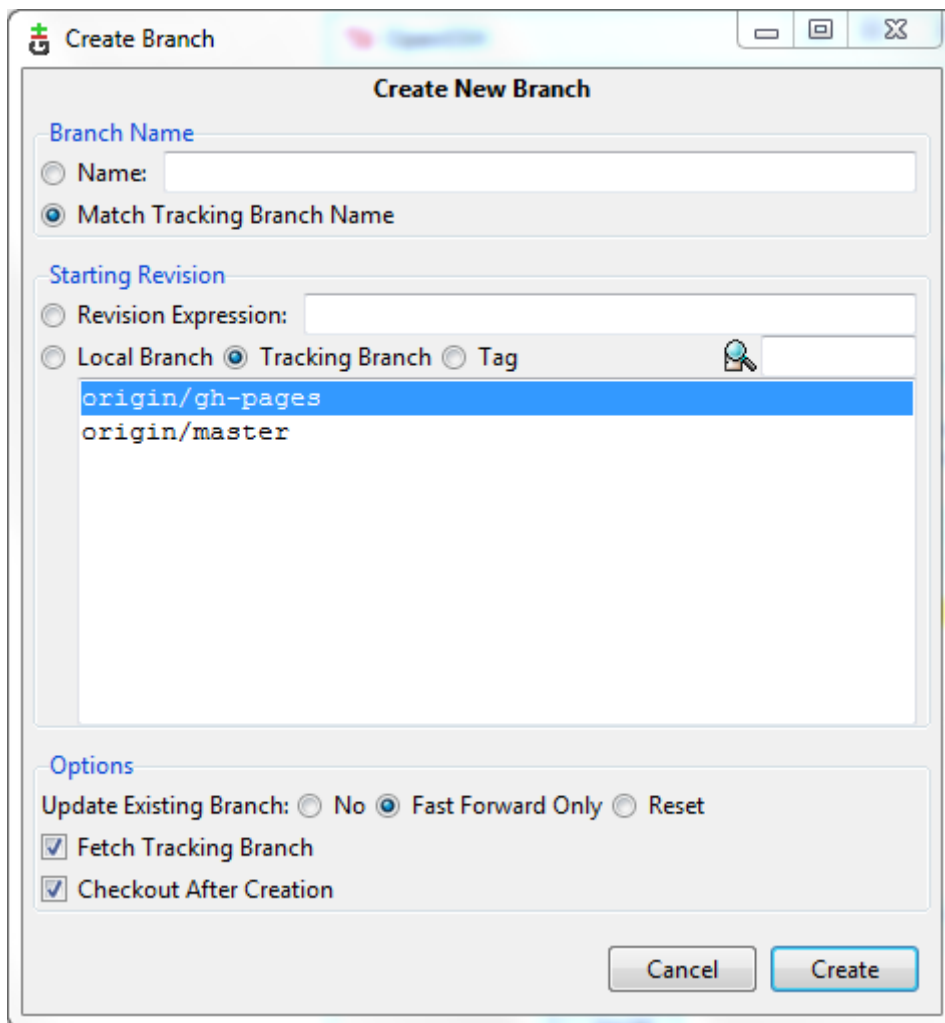 Create Branch
Create New Branch
Branch Name
Name:
Match Tracking Branch Name
Starting Revision
Revision Expression:
Local Branch Tracking Branch Tag
origin/gh-pages
origin/master
Options
Update Existing Branch: No Fast Forward Only Reset
Fetch Tracking Branch
Checkout After Creation
Cancel Create